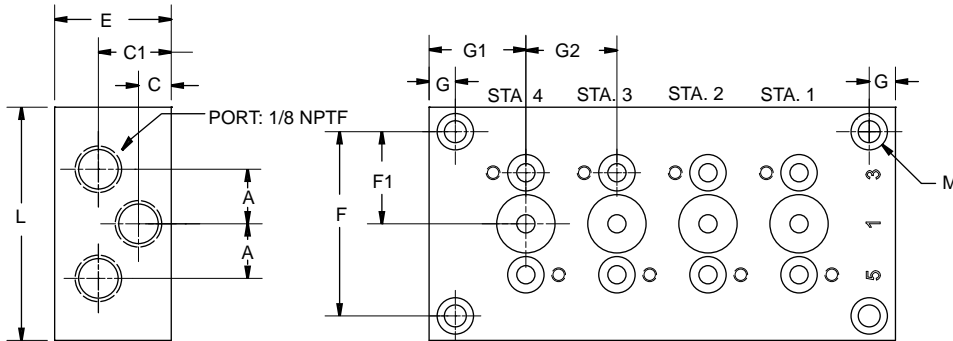 E
C1
C
G1
G2
G
G
STA 4
STA. 3
STA. 2
STA. 1
PORT: 1/8 NPTF
L
A
A
F
F1
M
3
1
5